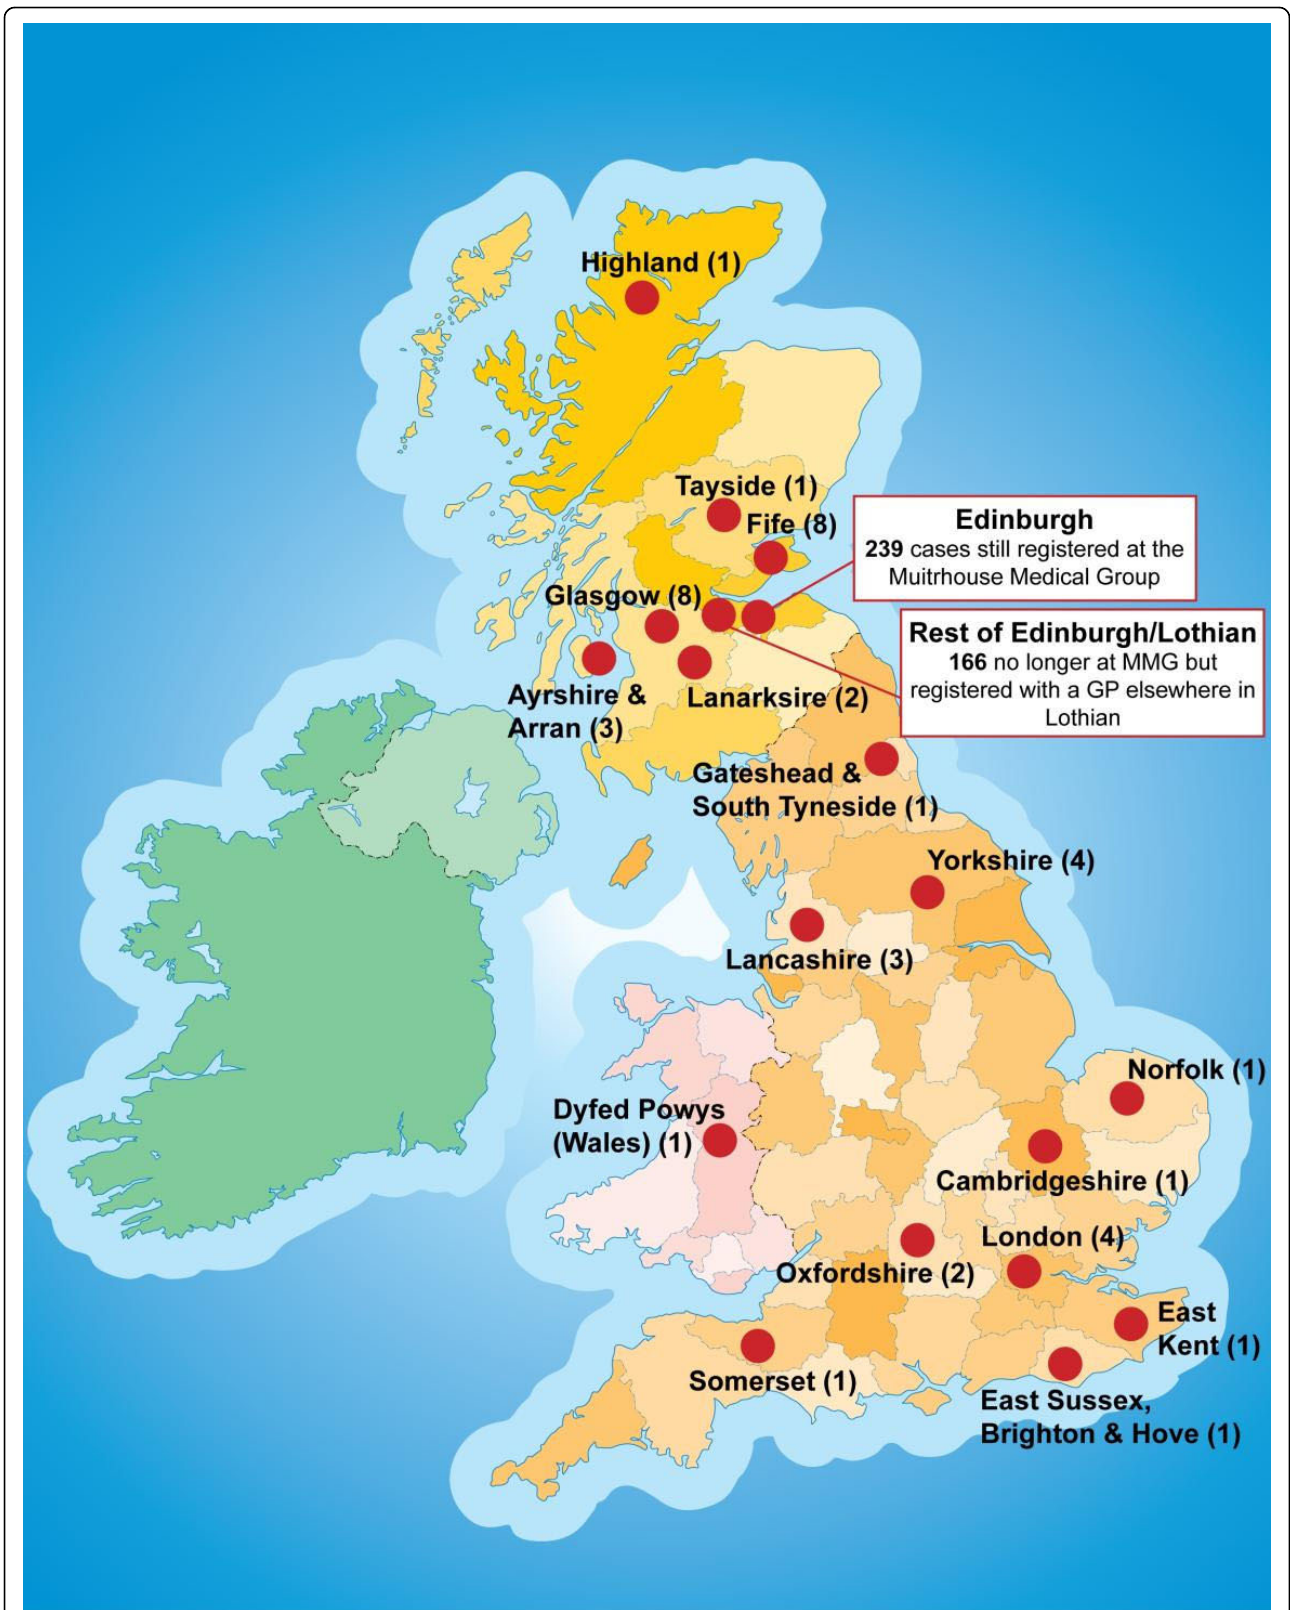 Highland (1)
Tayside (1)
Fife (8)
Edinburgh
239 cases still registered at the
Muitrhouse Medical Group
Glasgow (8)
Rest of Edinburgh/Lothian
166 no longer at MMG but
registered with a GP elsewhere in
Lothian
Ayrshire &
Arran (3)
Lanarksire (2)
Gateshead &
South Tyneside (1)
Yorkshire (4)
Lancashire (3)
Norfolk (1)
Dyfed Powys
(Wales) (1)
Cambridgeshire (1)
London (4)
Oxfordshire (2)
East
Kent (1)
Somerset (1)
East Sussex,
Brighton & Hove (1)